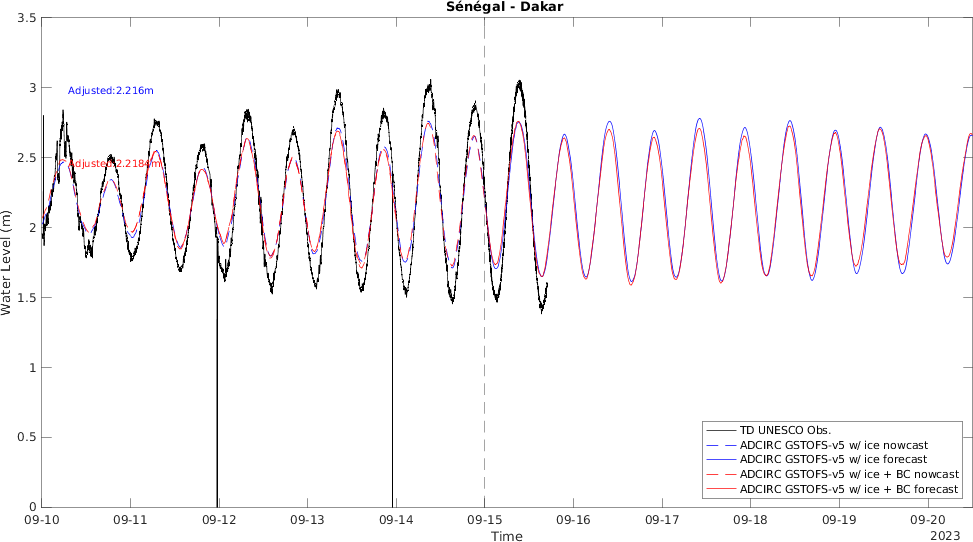 Sénégal - Dakar
3.5
3
2.5
2
1.5
1
0.5
0
Water Level (m)
Adjusted:2.216m
Adjusted:2.2184m
TD UNESCO Obs.
ADCIRC GSTOFS-v5 w/ ice nowcast
ADCIRC GSTOFS-v5 w/ ice forecast
ADCIRC GSTOFS-v5 w/ ice + BC nowcast
ADCIRC GSTOFS-v5 w/ ice + BC forecast
09-10 09-11 09-12 09-13 09-14 09-15 09-16 09-17 09-18 09-19 09-20
Time
2023